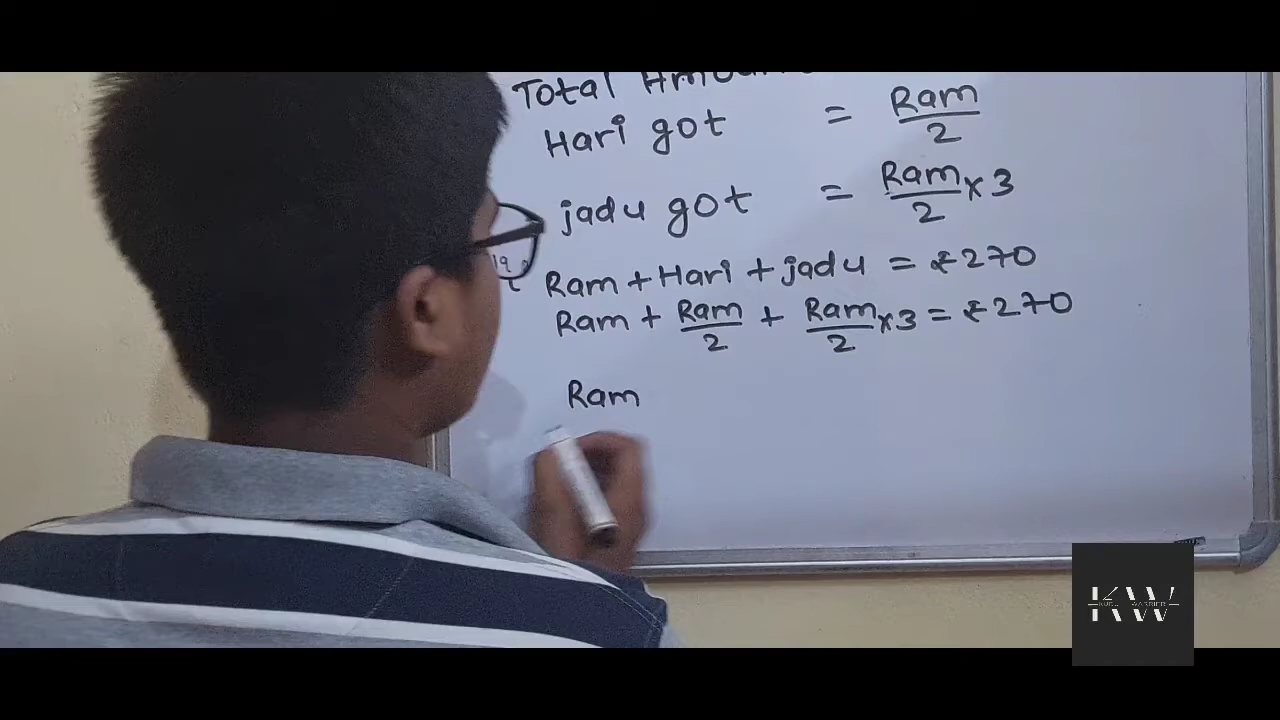 Total Amoun
Hari got = Ram/2
jadu got = Ram/2 x 3
Ram + Hari + jadu = ₹270
Ram + Ram/2 + Ram/2 x 3 = ₹270
Ram
KW